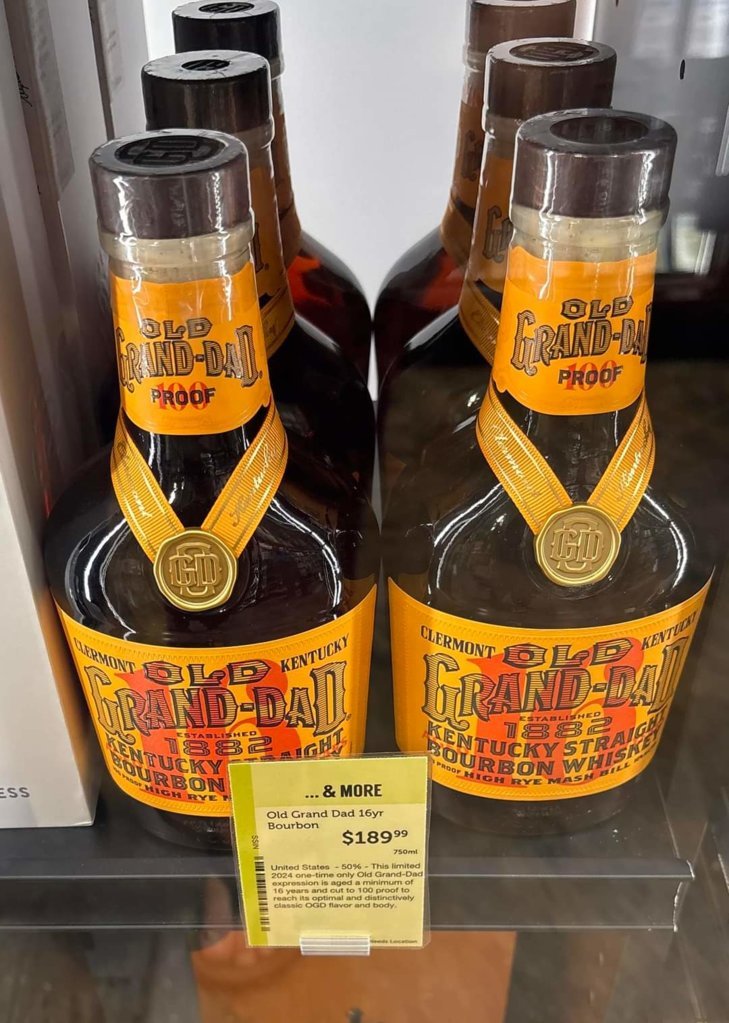 OLD
GRAND-DAD
100
PROOF
GD
CLERMONT KENTUCKY
OLD
GRAND-DAD
ESTABLISHED
1882
KENTUCKY STRAIGHT
BOURBON
HIGH RYE
OLD
GRAND-DAD
100
PROOF
GD
CLERMONT KENTUCKY
OLD
GRAND-DAD
ESTABLISHED
1882
KENTUCKY STRAIGHT
BOURBON WHISKEY
PROOF HIGH RYE MASH BILL
... & MORE
Old Grand Dad 16yr
Bourbon
$189.99
750ml
United States - 50% - This limited
2024 one-time only Old Grand-Dad
expression is aged a minimum of
16 years and cut to 100 proof to
reach its optimal and distinctively
classic OGD flavor and body.
Needs Location
ESS